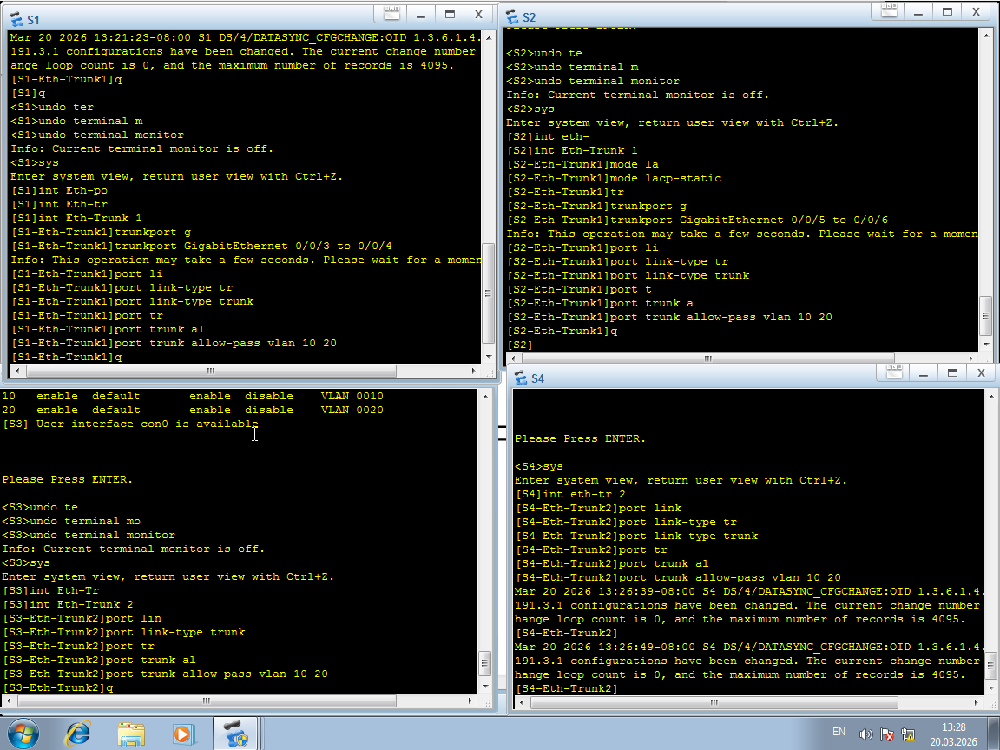 S1
Mar 20 2026 13:21:23-08:00 S1 DS/4/DATASYNC_CFGCHANGE:OID 1.3.6.1.4.
191.3.1 configurations have been changed. The current change number
ange loop count is 0, and the maximum number of records is 4095.
[S1-Eth-Trunk1]q
[S1]q
<S1>undo ter
<S1>undo terminal m
<S1>undo terminal monitor
Info: Current terminal monitor is off.
<S1>sys
Enter system view, return user view with Ctrl+Z.
[S1]int Eth-po
[S1]int Eth-tr
[S1]int Eth-Trunk 1
[S1-Eth-Trunk1]trunkport g
[S1-Eth-Trunk1]trunkport GigabitEthernet 0/0/3 to 0/0/4
Info: This operation may take a few seconds. Please wait for a momen
[S1-Eth-Trunk1]port li
[S1-Eth-Trunk1]port link-type tr
[S1-Eth-Trunk1]port link-type trunk
[S1-Eth-Trunk1]port tr
[S1-Eth-Trunk1]port trunk al
[S1-Eth-Trunk1]port trunk allow-pass vlan 10 20
[S1-Eth-Trunk1]q
S2
Please Press ENTER.
<S2>undo te
<S2>undo terminal m
<S2>undo terminal monitor
Info: Current terminal monitor is off.
<S2>sys
Enter system view, return user view with Ctrl+Z.
[S2]int eth-
[S2]int Eth-Trunk 1
[S2-Eth-Trunk1]mode la
[S2-Eth-Trunk1]mode lacp-static
[S2-Eth-Trunk1]tr
[S2-Eth-Trunk1]trunkport g
[S2-Eth-Trunk1]trunkport GigabitEthernet 0/0/5 to 0/0/6
Info: This operation may take a few seconds. Please wait for a momen
[S2-Eth-Trunk1]port li
[S2-Eth-Trunk1]port link-type tr
[S2-Eth-Trunk1]port link-type trunk
[S2-Eth-Trunk1]port t
[S2-Eth-Trunk1]port trunk a
[S2-Eth-Trunk1]port trunk allow-pass vlan 10 20
[S2-Eth-Trunk1]q
[S2]
10 enable default enable disable VLAN 0010
20 enable default enable disable VLAN 0020
[S3] User interface con0 is available
Please Press ENTER.
<S3>undo te
<S3>undo terminal mo
<S3>undo terminal monitor
Info: Current terminal monitor is off.
<S3>sys
Enter system view, return user view with Ctrl+Z.
[S3]int Eth-Tr
[S3]int Eth-Trunk 2
[S3-Eth-Trunk2]port lin
[S3-Eth-Trunk2]port link-type trunk
[S3-Eth-Trunk2]port tr
[S3-Eth-Trunk2]port trunk al
[S3-Eth-Trunk2]port trunk allow-pass vlan 10 20
[S3-Eth-Trunk2]q
S4
Please Press ENTER.
<S4>sys
Enter system view, return user view with Ctrl+Z.
[S4]int eth-tr 2
[S4-Eth-Trunk2]port link
[S4-Eth-Trunk2]port link-type tr
[S4-Eth-Trunk2]port link-type trunk
[S4-Eth-Trunk2]port tr
[S4-Eth-Trunk2]port trunk al
[S4-Eth-Trunk2]port trunk allow-pass vlan 10 20
Mar 20 2026 13:26:39-08:00 S4 DS/4/DATASYNC_CFGCHANGE:OID 1.3.6.1.4.
191.3.1 configurations have been changed. The current change number
hange loop count is 0, and the maximum number of records is 4095.
[S4-Eth-Trunk2]
Mar 20 2026 13:26:49-08:00 S4 DS/4/DATASYNC_CFGCHANGE:OID 1.3.6.1.4.
191.3.1 configurations have been changed. The current change number
hange loop count is 0, and the maximum number of records is 4095.
[S4-Eth-Trunk2]
EN
13:28
20.03.2026